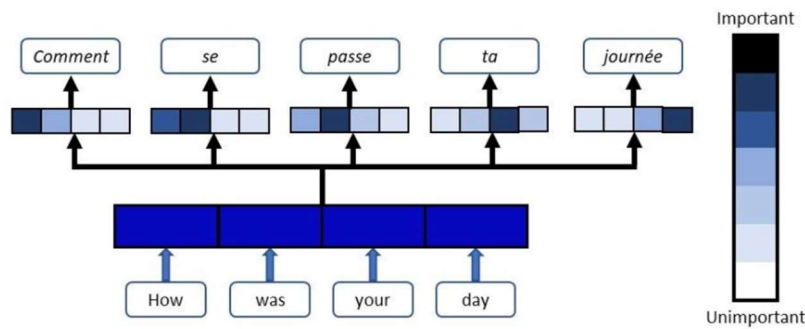 Important
Comment se passe ta journée
How was your day
Unimportant